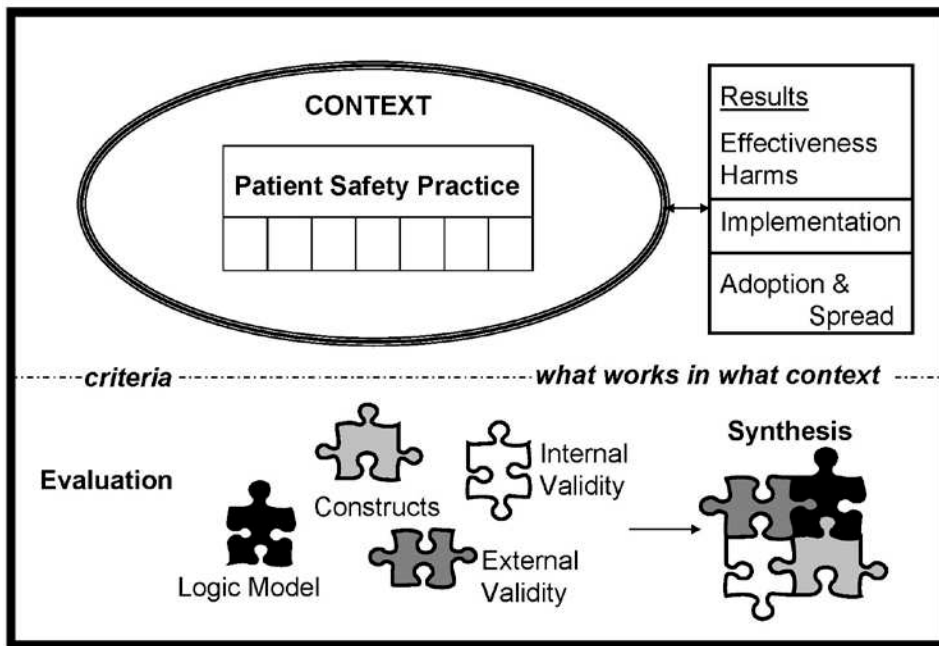 CONTEXT
Patient Safety Practice
Results
Effectiveness
Harms
Implementation
Adoption &
Spread
criteria
what works in what context
Evaluation
Logic Model
Constructs
Internal
Validity
External
Validity
Synthesis